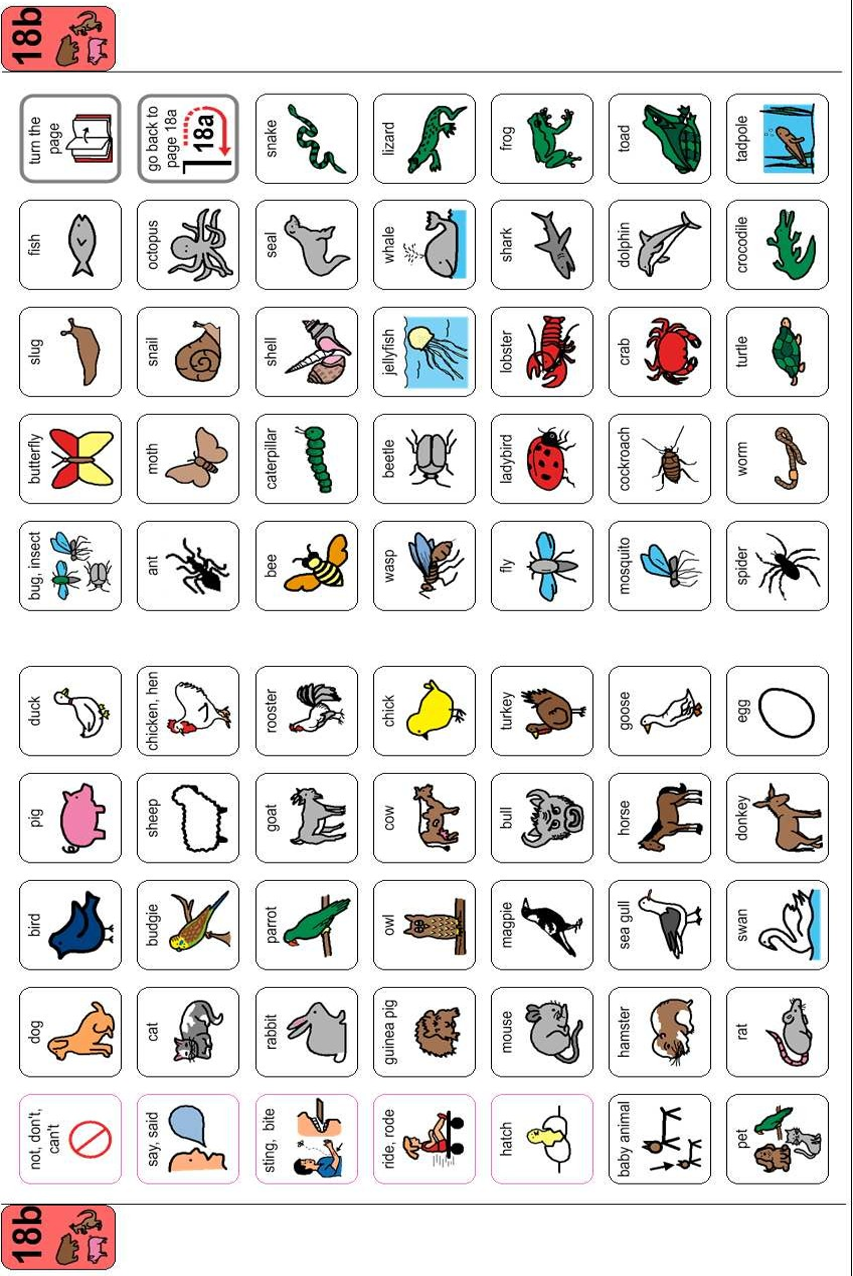 18b
18b
not, don't,
can't
dog
bird
pig
duck
bug, insect
butterfly
slug
fish
turn the
page
say, said
cat
budgie
sheep
chicken, hen
ant
moth
snail
octopus
go back to
page 18a
18a
sting, bite
rabbit
parrot
goat
rooster
bee
caterpillar
shell
seal
snake
ride, rode
guinea pig
owl
cow
chick
wasp
beetle
jellyfish
whale
lizard
hatch
mouse
magpie
bull
turkey
fly
ladybird
lobster
shark
frog
baby animal
hamster
sea gull
horse
goose
mosquito
cockroach
crab
dolphin
toad
pet
rat
swan
donkey
egg
spider
worm
turtle
crocodile
tadpole